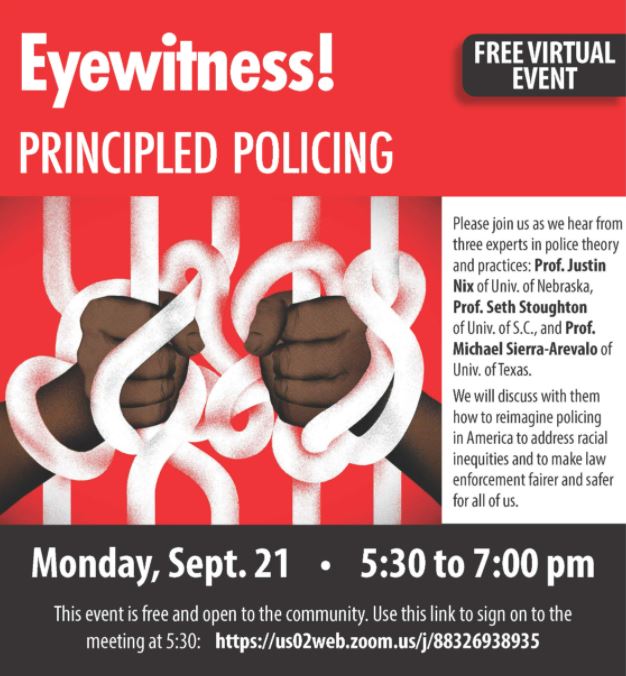 Eyewitness!
PRINCIPLED POLICING
FREE VIRTUAL
EVENT
Please join us as we hear from
three experts in police theory
and practices: Prof. Justin
Nix of Univ. of Nebraska,
Prof. Seth Stoughton
of Univ. of S.C., and Prof.
Michael Sierra-Arevalo of
Univ. of Texas.
We will discuss with them
how to reimagine policing
in America to address racial
inequities and to make law
enforcement fairer and safer
for all of us.
Monday, Sept. 21 • 5:30 to 7:00 pm
This event is free and open to the community. Use this link to sign on to the
meeting at 5:30: https://us02web.zoom.us/j/88326938935